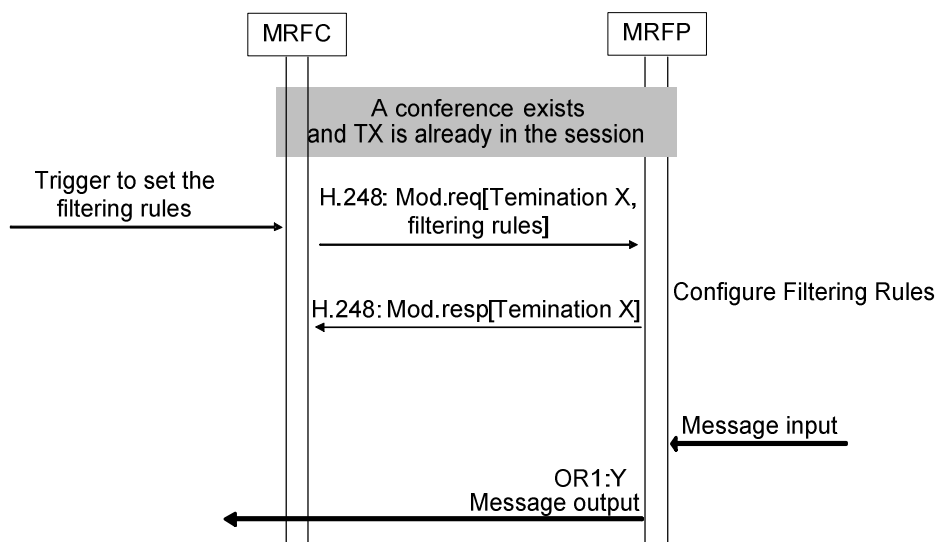 MRFC
MRFP
A conference exists
and TX is already in the session
Trigger to set the
filtering rules
H.248: Mod.req[Temination X,
filtering rules]
Configure Filtering Rules
H.248: Mod.resp[Temination X]
Message input
OR1:Y
Message output